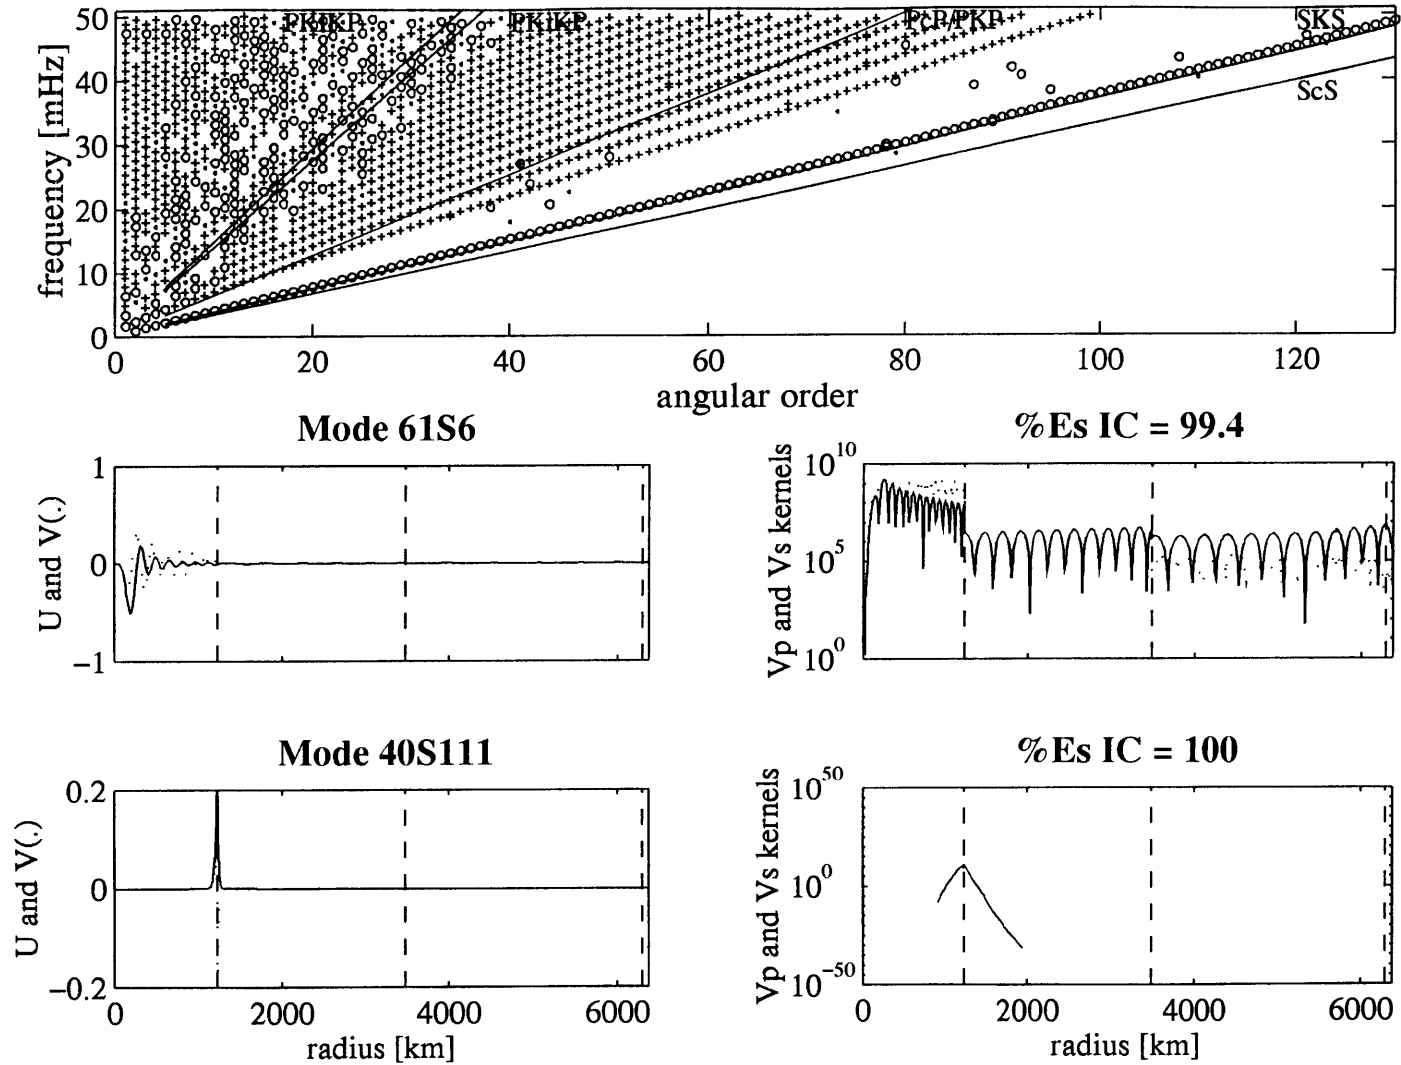 PKIKP PKiKP PcP/PKP SKS
ScS
frequency [mHz]
50
40
30
20
10
0
0 20 40 60 80 100 120
angular order
Mode 61S6
U and V(.)
1
0
−1
%Es IC = 99.4
Vp and Vs kernels
10^10
10^5
10^0
Mode 40S111
U and V(.)
0.2
0
−0.2
0 2000 4000 6000
radius [km]
%Es IC = 100
Vp and Vs kernels
10^50
10^0
10^−50
0 2000 4000 6000
radius [km]